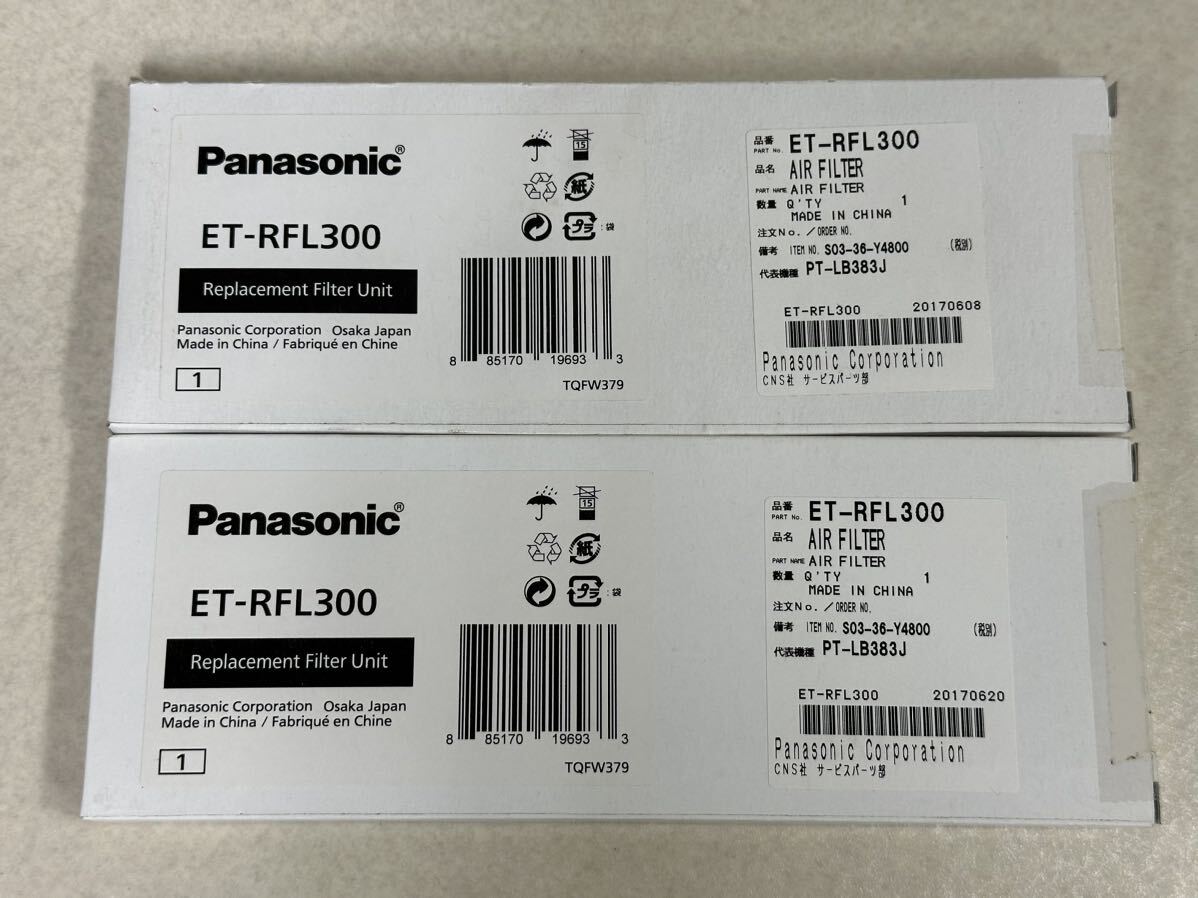 Panasonic®
ET-RFL300
Replacement Filter Unit
Panasonic Corporation Osaka Japan
Made in China / Fabriqué en Chine
1
15
紙
プラ :袋
8 85170 19693 3
TQFW379
品番 PART No. ET-RFL300
品名 AIR FILTER
PART NAME AIR FILTER
数量 Q'TY 1
MADE IN CHINA
注文No. /ORDER NO.
備考 ITEM NO. S03-36-Y4800 (税別)
代表機種 PT-LB383J
ET-RFL300 20170608
Panasonic Corporation
CNS社 サービスパーツ部
Panasonic®
ET-RFL300
Replacement Filter Unit
Panasonic Corporation Osaka Japan
Made in China / Fabriqué en Chine
1
15
紙
プラ :袋
8 85170 19693 3
TQFW379
品番 PART No. ET-RFL300
品名 AIR FILTER
PART NAME AIR FILTER
数量 Q'TY 1
MADE IN CHINA
注文No. /ORDER NO.
備考 ITEM NO. S03-36-Y4800 (税別)
代表機種 PT-LB383J
ET-RFL300 20170620
Panasonic Corporation
CNS社 サービスパーツ部